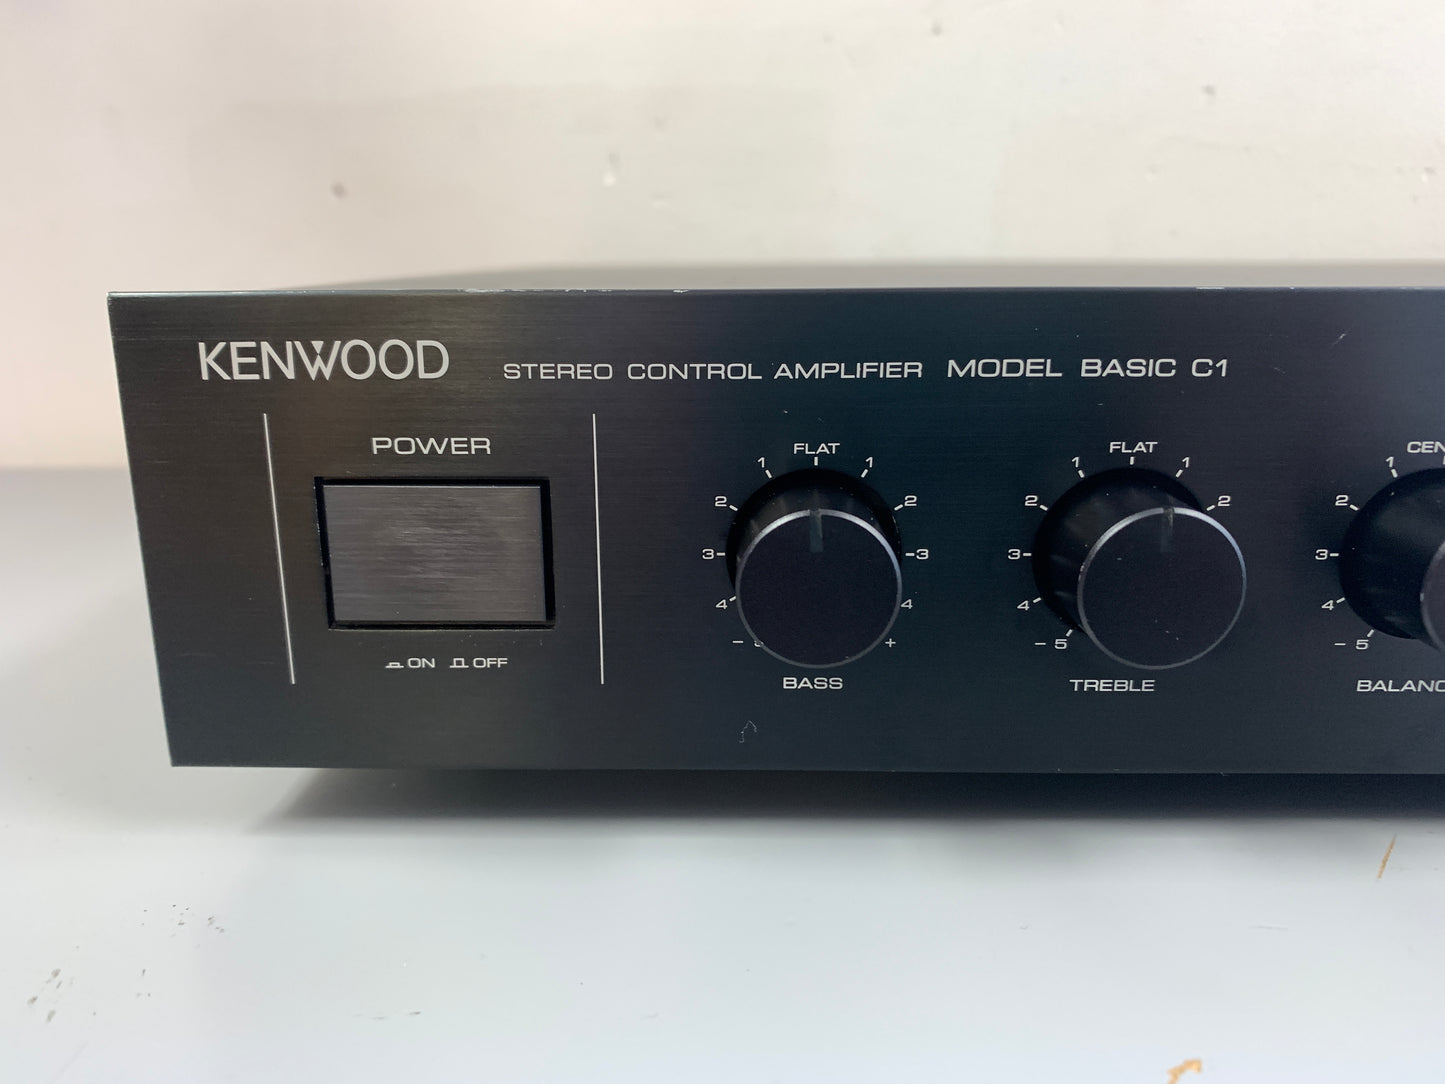 KENWOOD STEREO CONTROL AMPLIFIER MODEL BASIC C1
POWER
ON OFF
FLAT
1 1
2 2
3 3
4 4
- +
BASS
FLAT
1 1
2 2
3
4
- 5
TREBLE
1
2
3
4
- 5